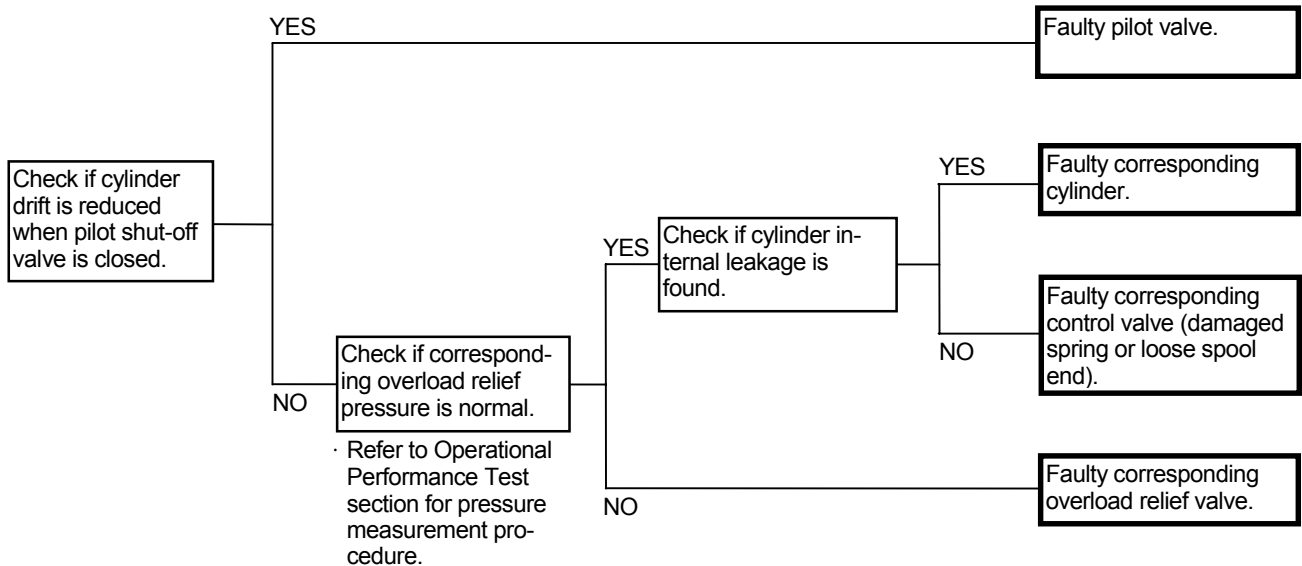 YES
Faulty pilot valve.
Check if cylinder
drift is reduced
when pilot shut-off
valve is closed.
NO
Check if correspond-
ing overload relief
pressure is normal.
· Refer to Operational
Performance Test
section for pressure
measurement pro-
cedure.
YES
Check if cylinder in-
ternal leakage is
found.
YES
Faulty corresponding
cylinder.
NO
Faulty corresponding
control valve (damaged
spring or loose spool
end).
NO
Faulty corresponding
overload relief valve.